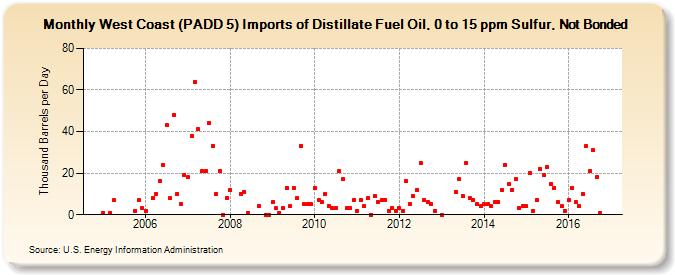 Monthly West Coast (PADD 5) Imports of Distillate Fuel Oil, 0 to 15 ppm Sulfur, Not Bonded
Thousand Barrels per Day
80
60
40
20
0
2006 2008 2010 2012 2014 2016
Source: U.S. Energy Information Administration